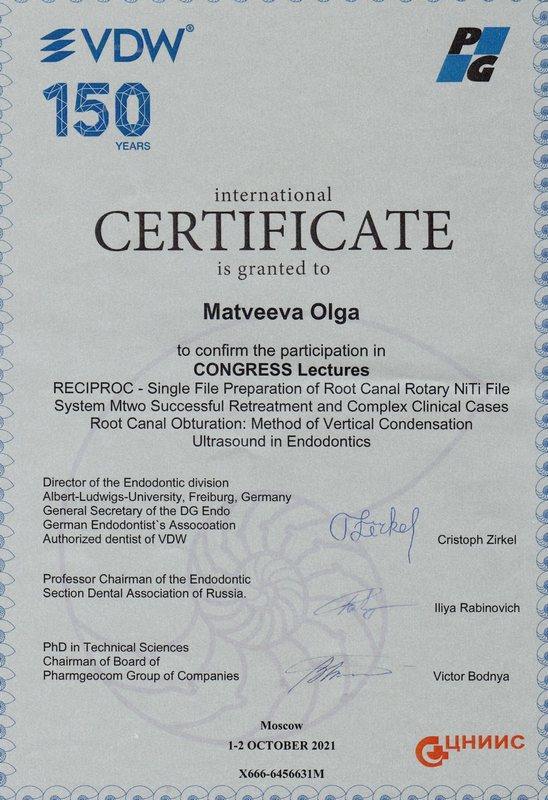 VDW®
PG
150
YEARS
international
CERTIFICATE
is granted to
Matveeva Olga
to confirm the participation in
CONGRESS Lectures
RECIPROC - Single File Preparation of Root Canal Rotary NiTi File
System Mtwo Successful Retreatment and Complex Clinical Cases
Root Canal Obturation: Method of Vertical Condensation
Ultrasound in Endodontics
Director of the Endodontic division
Albert-Ludwigs-University, Freiburg, Germany
General Secretary of the DG Endo
German Endodontist`s Assocoation
Authorized dentist of VDW
Cristoph Zirkel
Professor Chairman of the Endodontic
Section Dental Association of Russia.
Iliya Rabinovich
PhD in Technical Sciences
Chairman of Board of
Pharmgeocom Group of Companies
Victor Bodnya
Moscow
1-2 OCTOBER 2021
ЦНИИС
X666-6456631M